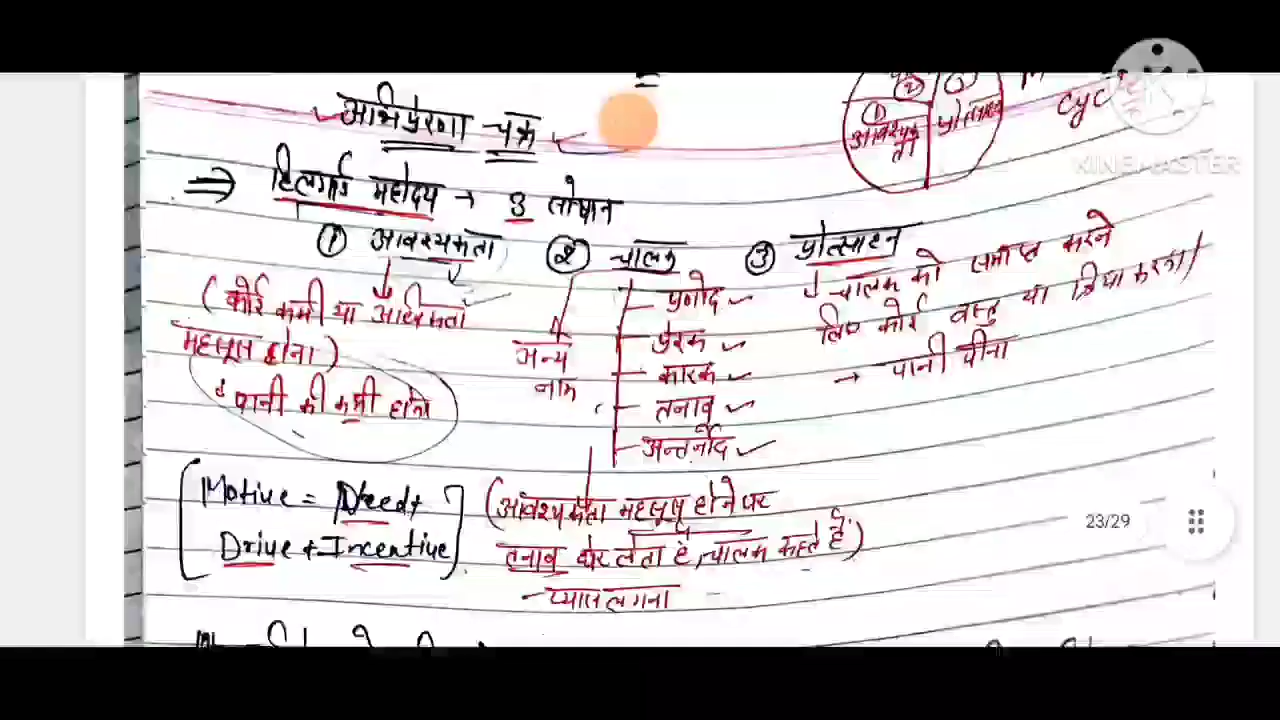 cycle
आवश्यक
ता
प्रोत्साहन
KINEMASTER
अभिप्रेरणा चक्र
⇒ हिलगार्ड महोदय → 3 सोपान
① आवश्यकता ② चालक ③ प्रोत्साहन
(कोई कमी या अधिकता
महसूस होना)
पानी की कमी होना
अन्य
नाम
प्रणोद
प्रेरक
कारक
तनाव
अन्तर्नोद
चालक को समाप्त करने
लिए कोई वस्तु या क्रिया करना/
→ पानी पीना
[Motive = Need+
Drive + Incentive]
(आवश्यकता महसूस होने पर
तनाव घेर लेता है, चालक कहते हैं)
- प्यास लगना
23/29